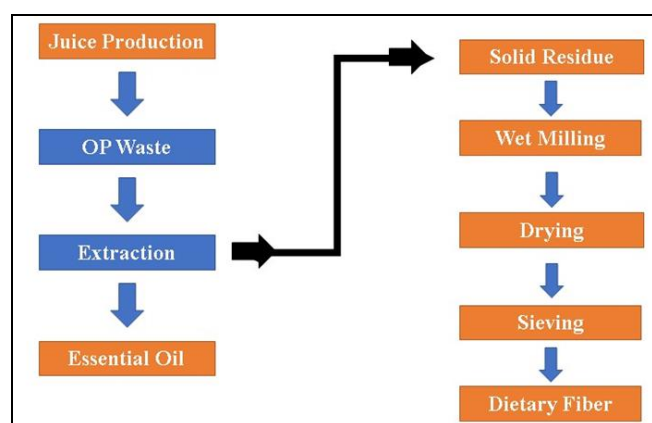 Juice Production
OP Waste
Extraction
Essential Oil
Solid Residue
Wet Milling
Drying
Sieving
Dietary Fiber